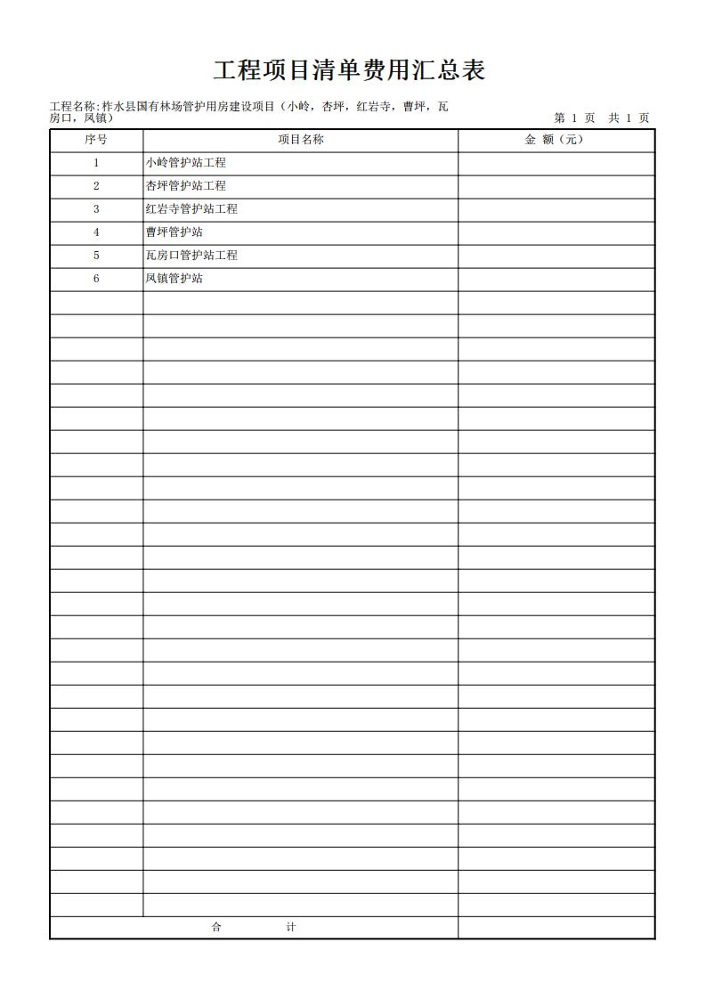 工程项目清单费用汇总表
工程名称:柞水县国有林场管护用房建设项目（小岭，杏坪，红岩寺，曹坪，瓦
房口，凤镇） 第 1 页 共 1 页
序号 项目名称 金 额（元）
1 小岭管护站工程
2 杏坪管护站工程
3 红岩寺管护站工程
4 曹坪管护站
5 瓦房口管护站工程
6 凤镇管护站
合 计